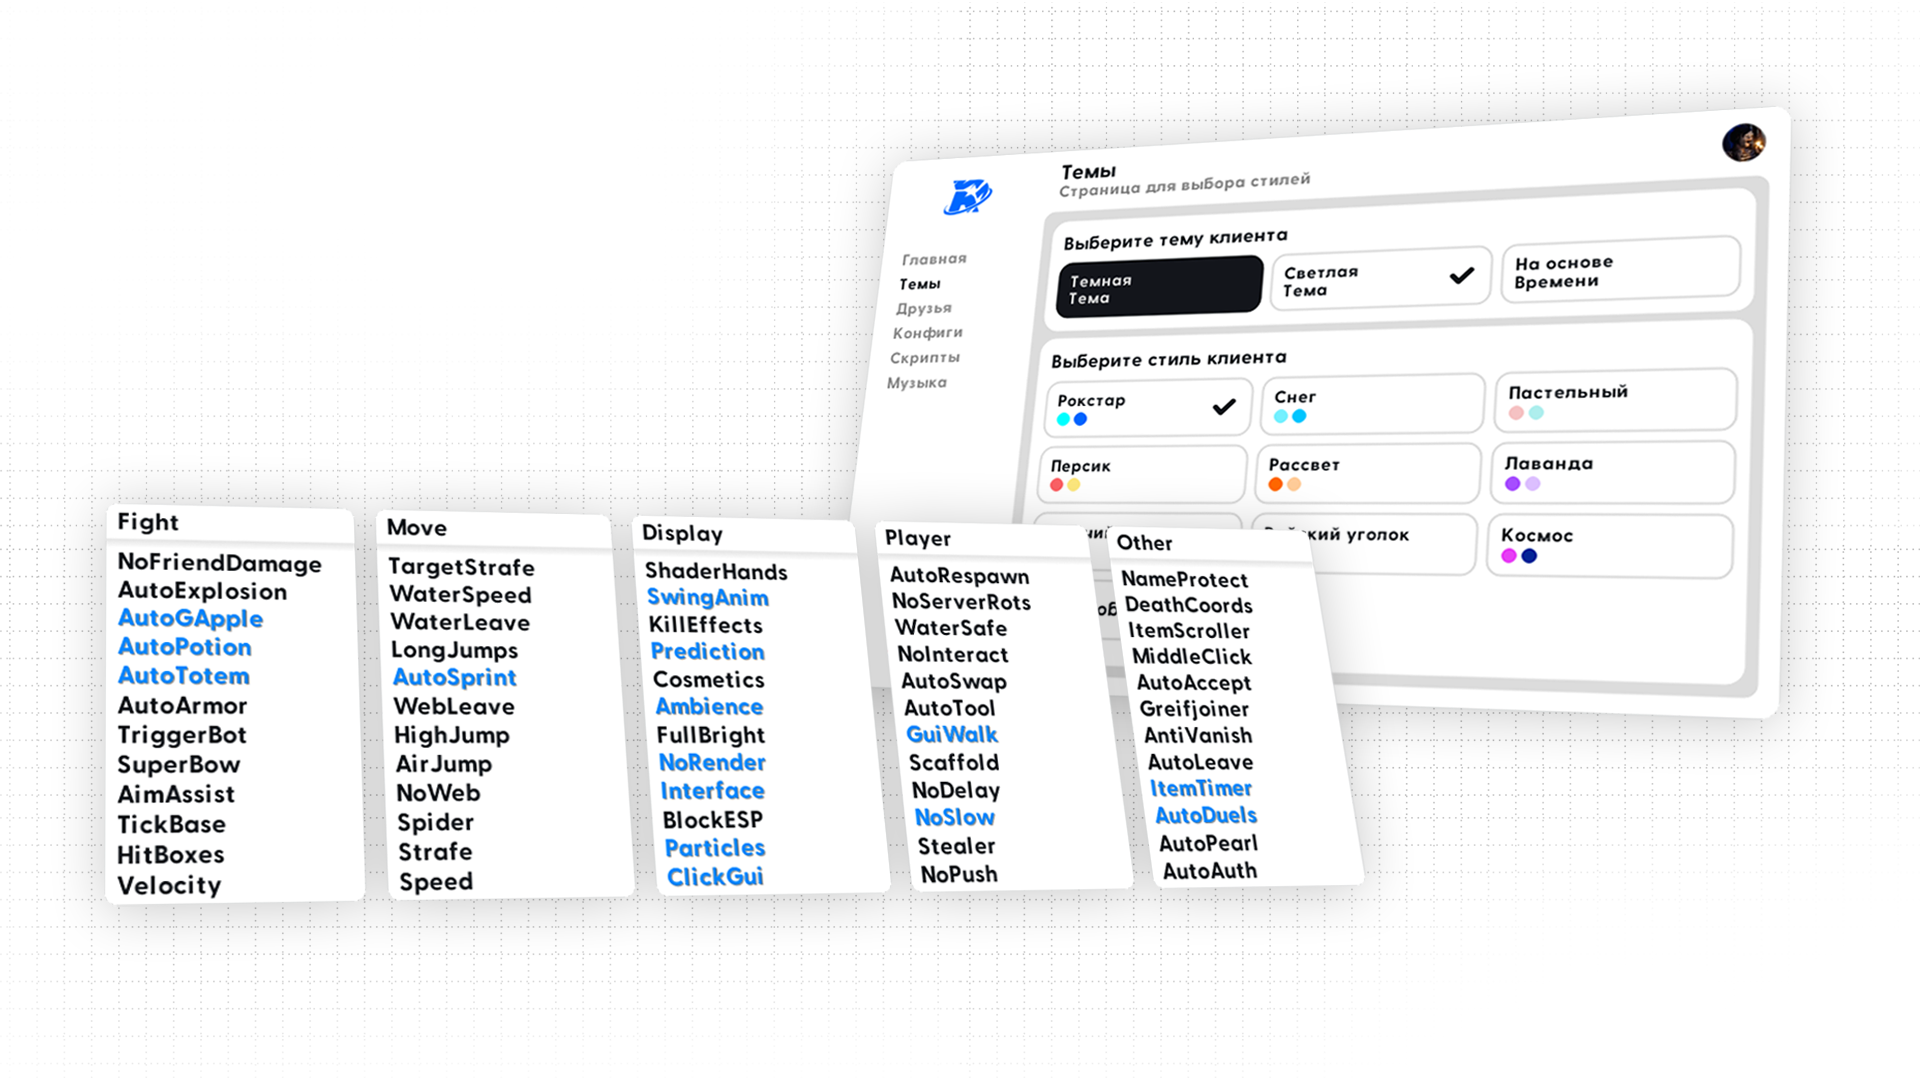 Темы
Страница для выбора стилей
Главная
Темы
Друзья
Конфиги
Скрипты
Музыка
Выберите тему клиента
Темная
Тема
Светлая
Тема
На основе
Времени
Выберите стиль клиента
Рокстар
Снег
Пастельный
Персик
Рассвет
Лаванда
уголок
Космос
Fight
NoFriendDamage
AutoExplosion
AutoGApple
AutoPotion
AutoTotem
AutoArmor
TriggerBot
SuperBow
AimAssist
TickBase
HitBoxes
Velocity
Move
TargetStrafe
WaterSpeed
WaterLeave
LongJumps
AutoSprint
WebLeave
HighJump
AirJump
NoWeb
Spider
Strafe
Speed
Display
ShaderHands
SwingAnim
KillEffects
Prediction
Cosmetics
Ambience
FullBright
NoRender
Interface
BlockESP
Particles
ClickGui
Player
AutoRespawn
NoServerRots
WaterSafe
NoInteract
AutoSwap
AutoTool
GuiWalk
Scaffold
NoDelay
NoSlow
Stealer
NoPush
Other
NameProtect
DeathCoords
ItemScroller
MiddleClick
AutoAccept
Greifjoiner
AntiVanish
AutoLeave
ItemTimer
AutoDuels
AutoPearl
AutoAuth